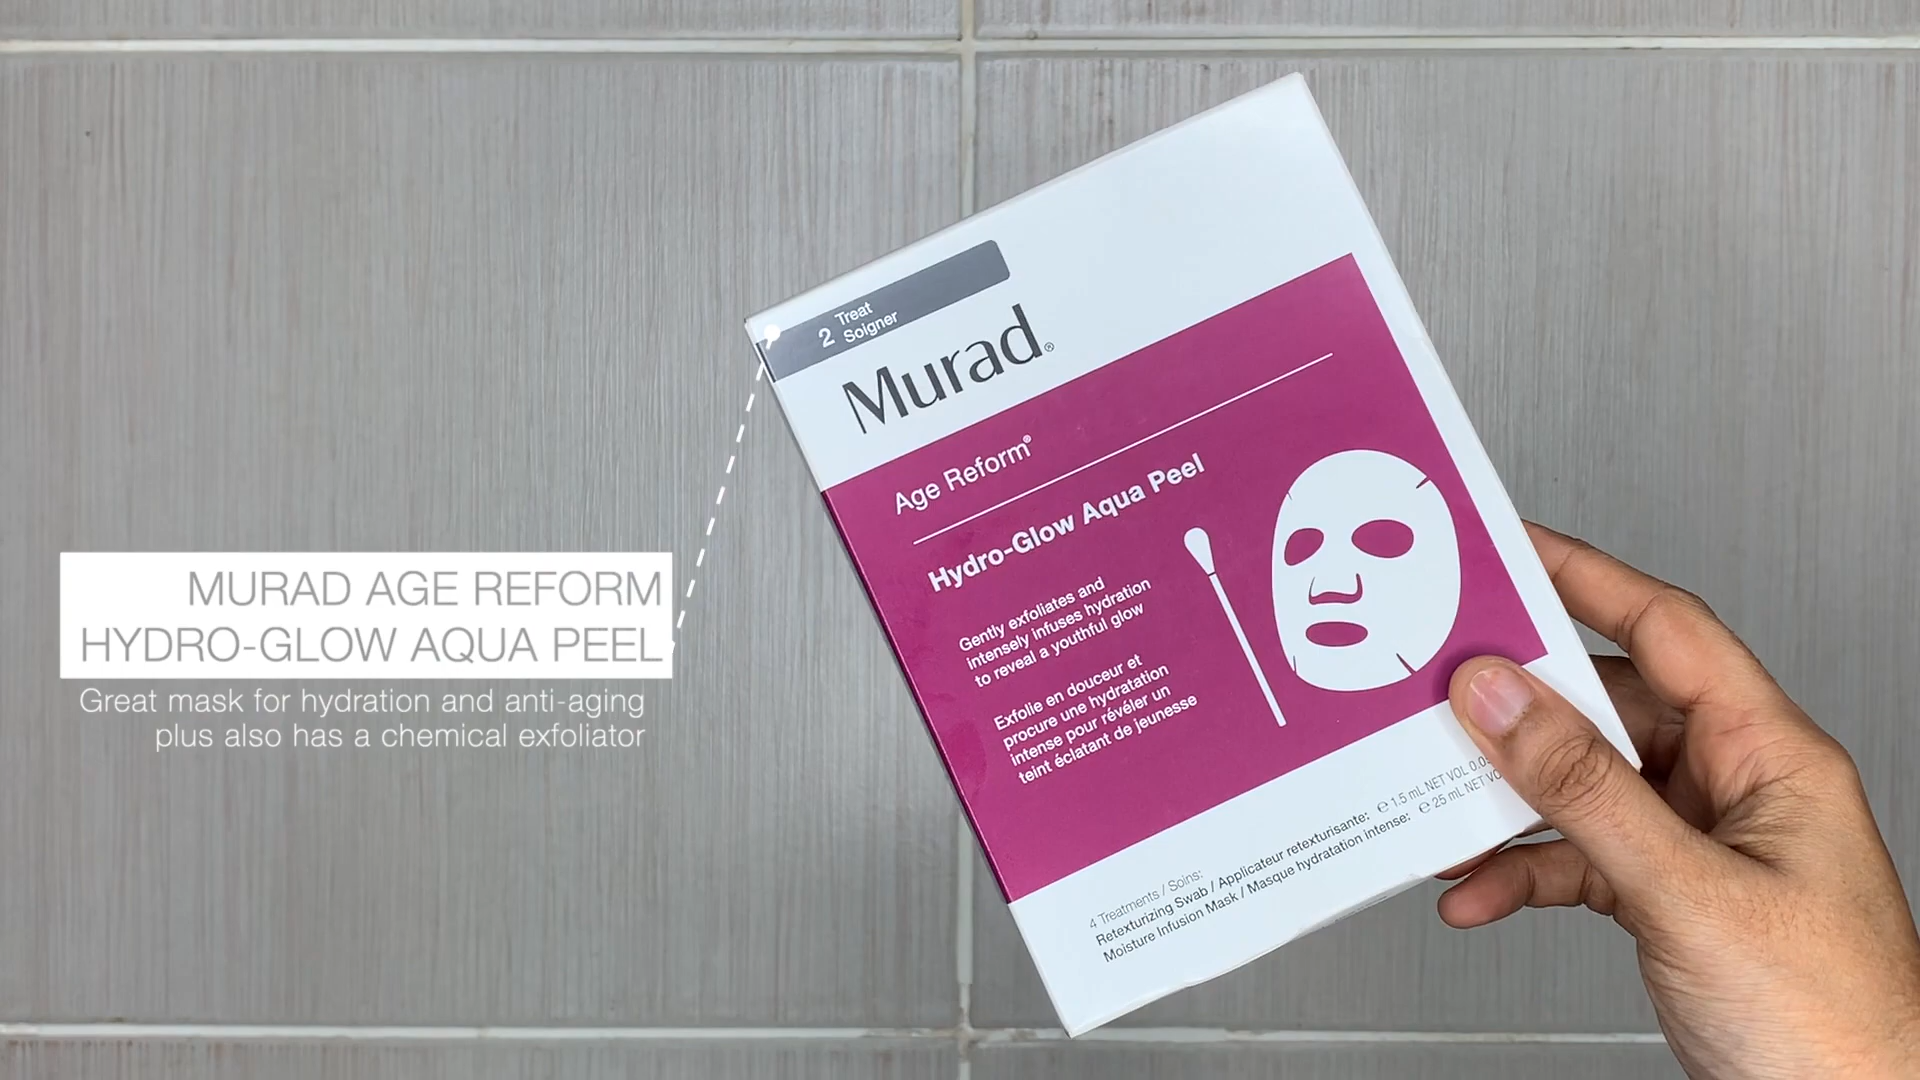 2 Treat
Soigner
Murad®
Age Reform®
Hydro-Glow Aqua Peel
Gently exfoliates and
intensely infuses hydration
to reveal a youthful glow
Exfolie en douceur et
procure une hydratation
intense pour révéler un
teint éclatant de jeunesse
4 Treatments / Soins:
Retexturizing Swab / Applicateur retexturisante: ℮ 1.5 mL NET VOL
Moisture Infusion Mask / Masque hydratation intense: ℮ 25 mL NET
MURAD AGE REFORM
HYDRO-GLOW AQUA PEEL
Great mask for hydration and anti-aging
plus also has a chemical exfoliator